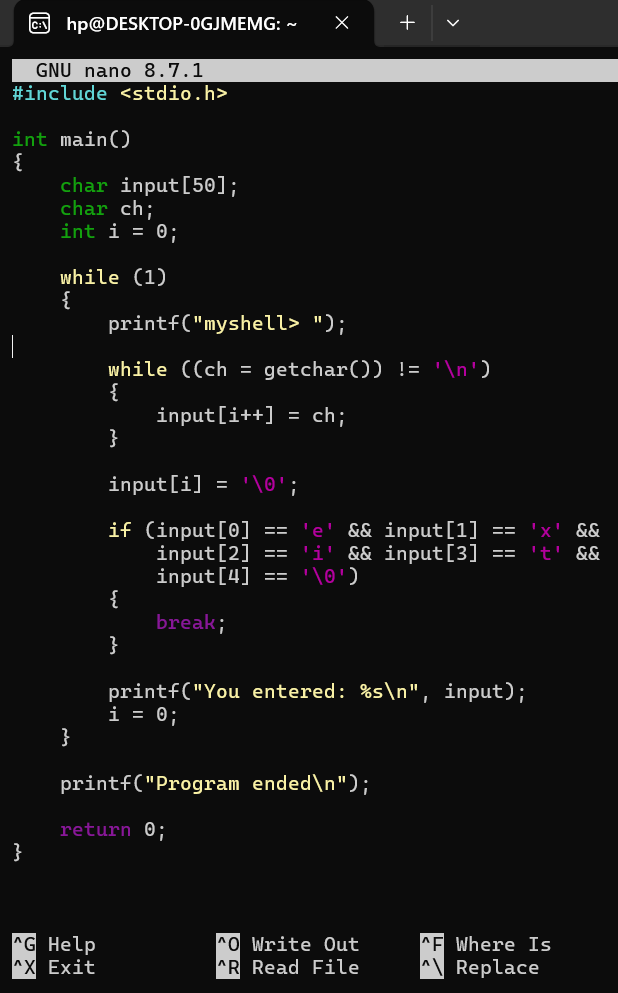 hp@DESKTOP-0GJMEMG: ~
GNU nano 8.7.1
#include <stdio.h>

int main()
{
    char input[50];
    char ch;
    int i = 0;

    while (1)
    {
        printf("myshell> ");

        while ((ch = getchar()) != '\n')
        {
            input[i++] = ch;
        }

        input[i] = '\0';

        if (input[0] == 'e' && input[1] == 'x' &&
            input[2] == 'i' && input[3] == 't' &&
            input[4] == '\0')
        {
            break;
        }

        printf("You entered: %s\n", input);
        i = 0;
    }

    printf("Program ended\n");

    return 0;
}

^G Help ^O Write Out ^F Where Is
^X Exit ^R Read File ^\ Replace